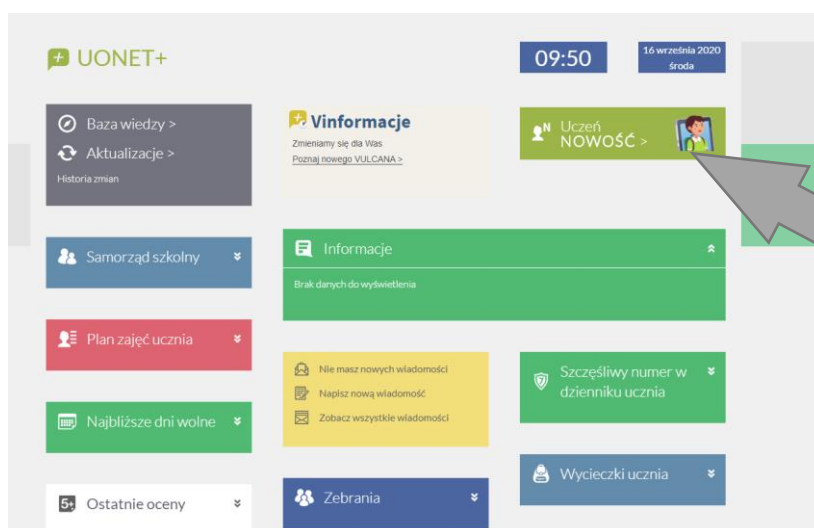 UONET+
09:50
16 września 2020
środa
Baza wiedzy >
Aktualizacje >
Historia zmian
Vinformacje
Zmieniamy się dla Was
Poznaj nowego VULCANA >
N Uczeń
NOWOŚĆ >
Samorząd szkolny
Informacje
Brak danych do wyświetlenia
Plan zajęć ucznia
Nie masz nowych wiadomości
Napisz nową wiadomość
Zobacz wszystkie wiadomości
7
Szczęśliwy numer w
dzienniku ucznia
Najbliższe dni wolne
Wycieczki ucznia
5+ Ostatnie oceny
Zebrania